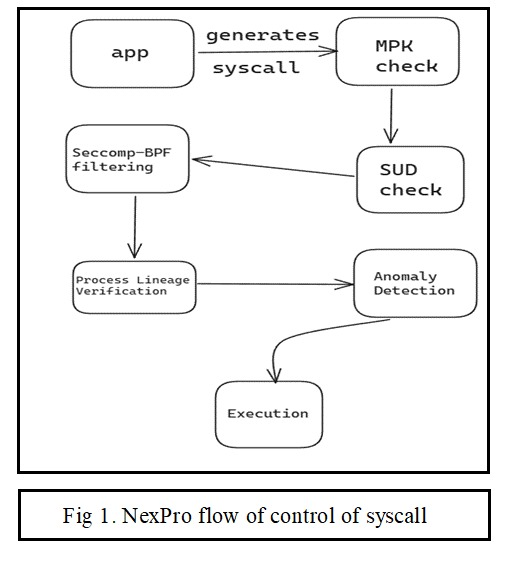 app
generates
syscall
MPK
check
SUD
check
Seccomp-BPF
filtering
Process Lineage
Verification
Anomaly
Detection
Execution
Fig 1. NexPro flow of control of syscall